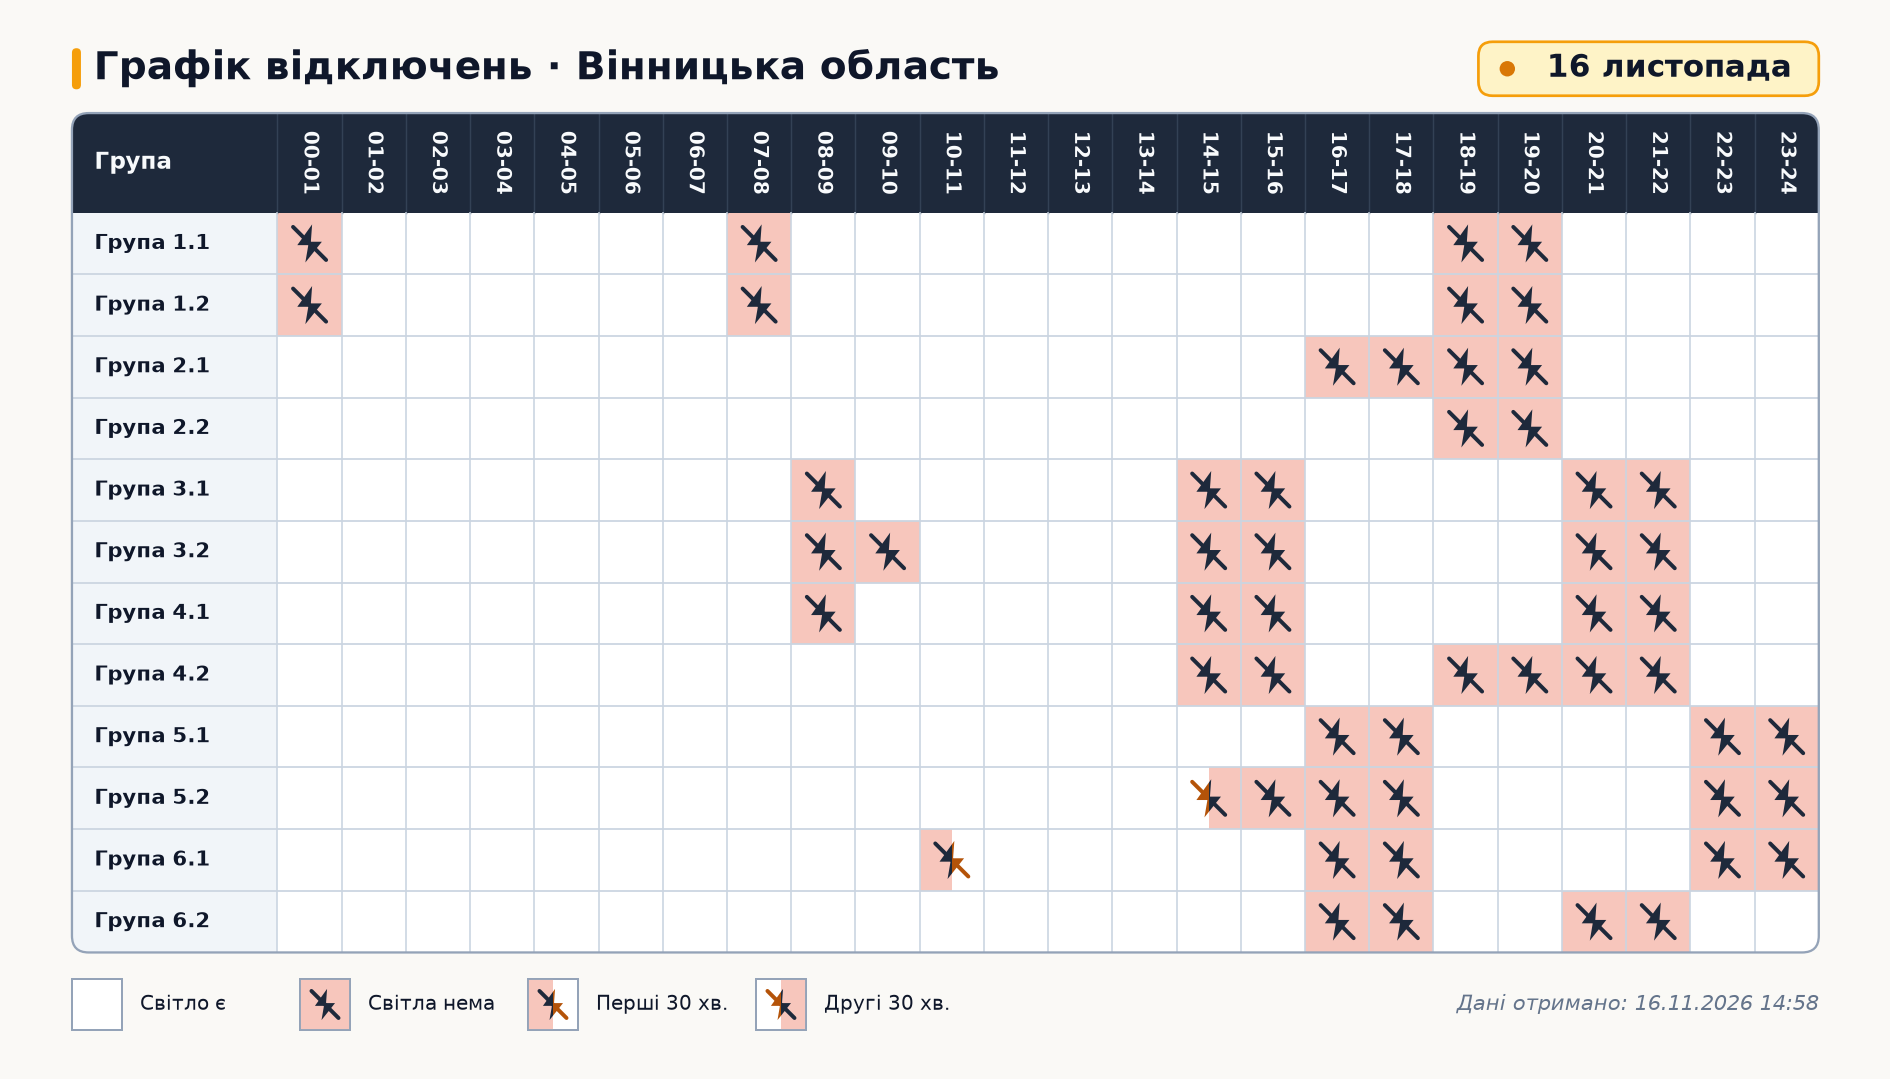 Графік відключень · Вінницька область
16 листопада
Група 00-01 01-02 02-03 03-04 04-05 05-06 06-07 07-08 08-09 09-10 10-11 11-12 12-13 13-14 14-15 15-16 16-17 17-18 18-19 19-20 20-21 21-22 22-23 23-24
Група 1.1
Група 1.2
Група 2.1
Група 2.2
Група 3.1
Група 3.2
Група 4.1
Група 4.2
Група 5.1
Група 5.2
Група 6.1
Група 6.2
Світло є Світла нема Перші 30 хв. Другі 30 хв. Дані отримано: 16.11.2026 14:58